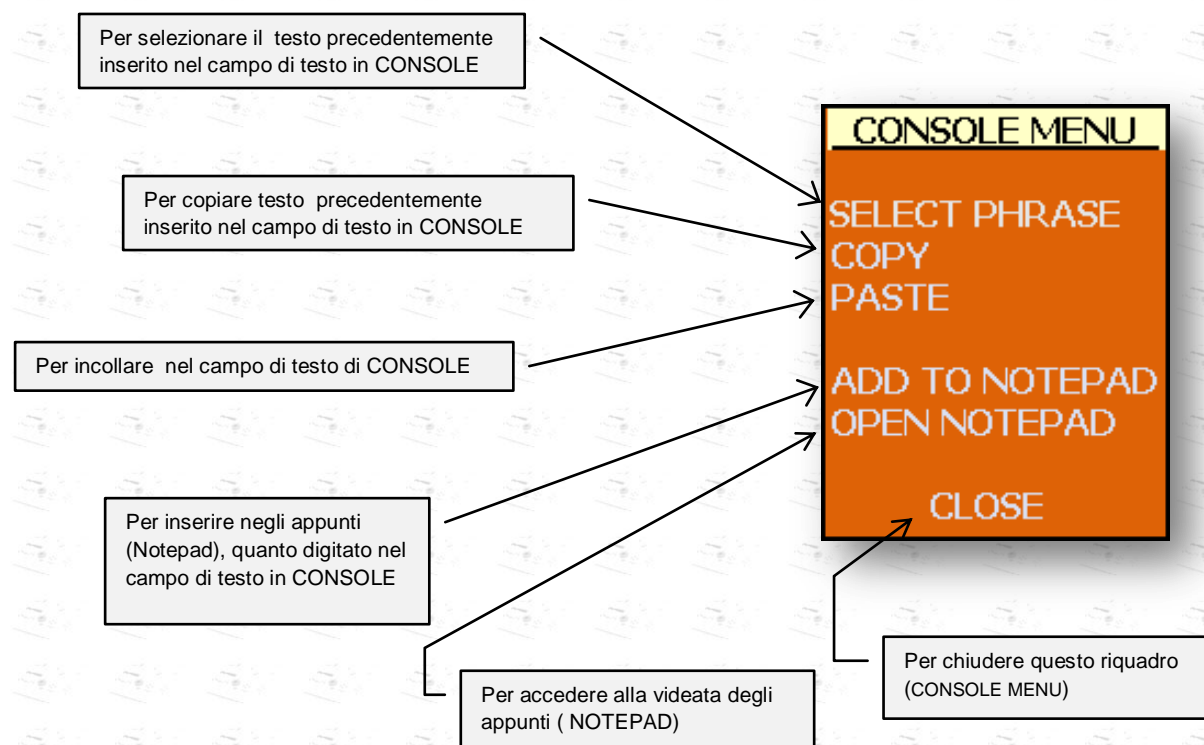 Per selezionare il testo precedentemente
inserito nel campo di testo in CONSOLE
CONSOLE MENU
Per copiare testo precedentemente
inserito nel campo di testo in CONSOLE
SELECT PHRASE
COPY
PASTE
Per incollare nel campo di testo di CONSOLE
ADD TO NOTEPAD
OPEN NOTEPAD
CLOSE
Per inserire negli appunti
(Notepad), quanto digitato nel
campo di testo in CONSOLE
Per chiudere questo riquadro
(CONSOLE MENU)
Per accedere alla videata degli
appunti ( NOTEPAD)